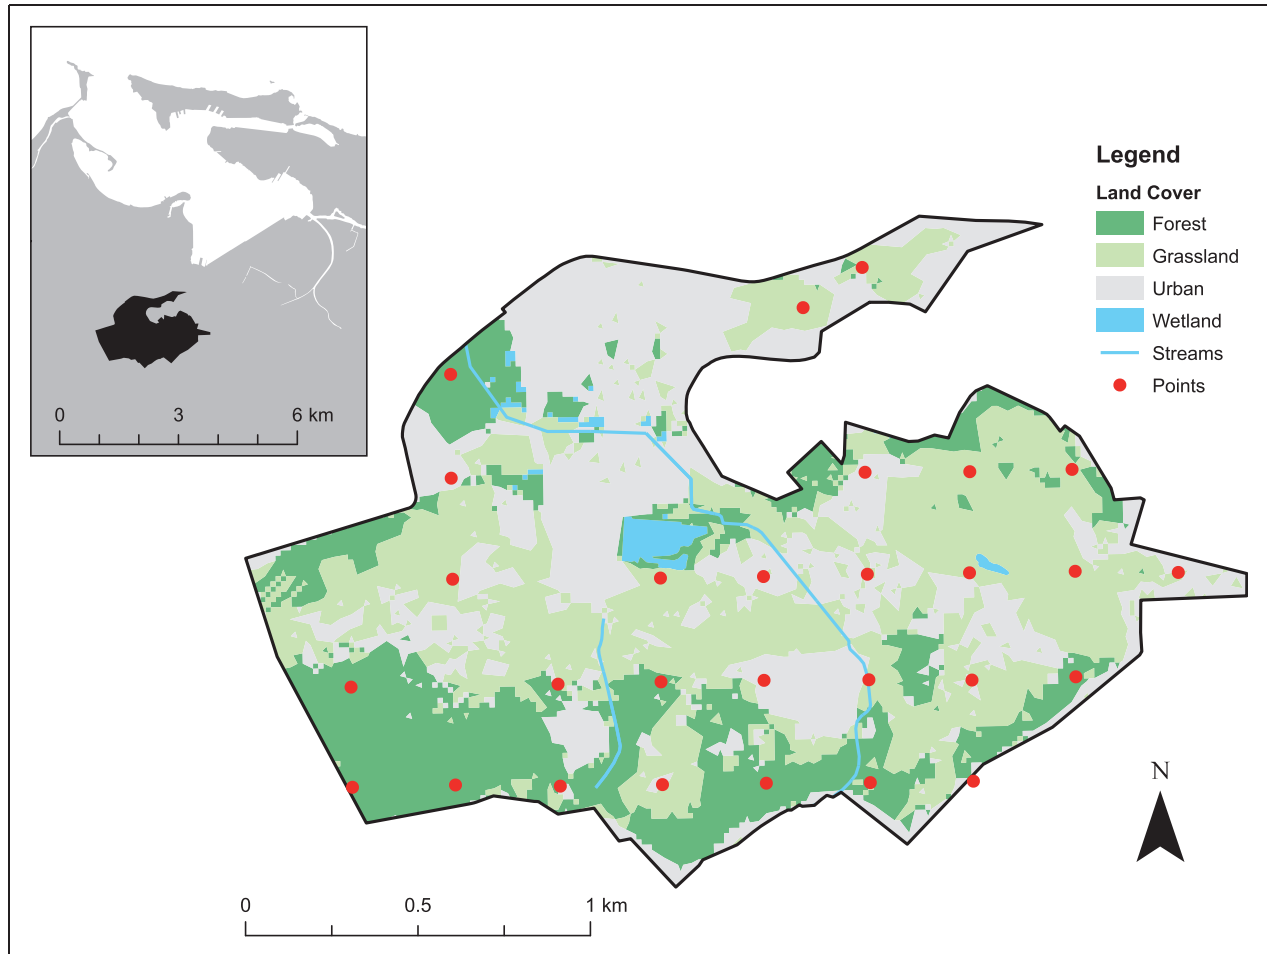 0 3 6 km
Legend
Land Cover
Forest
Grassland
Urban
Wetland
Streams
Points
N
0 0.5 1 km